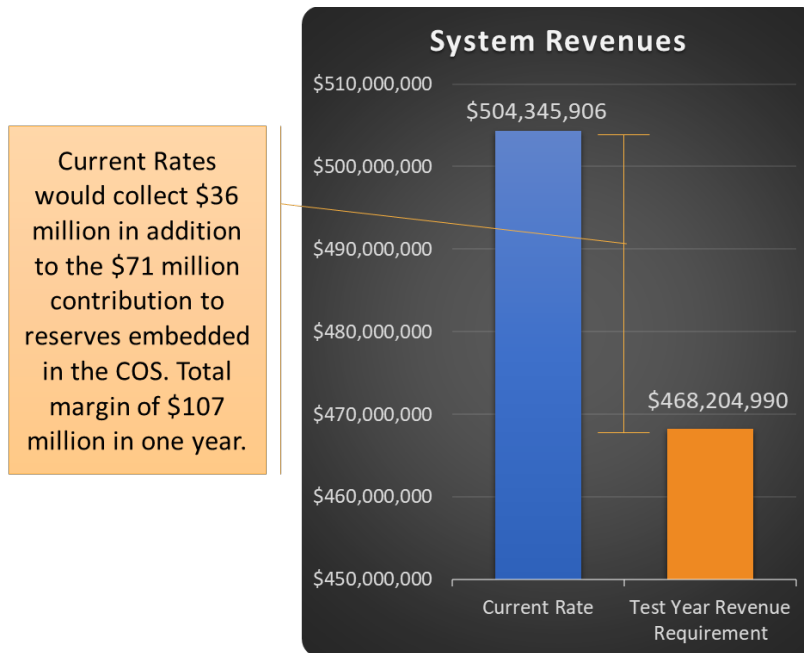 System Revenues
$510,000,000
$504,345,906
$500,000,000
$490,000,000
$480,000,000
$470,000,000
$468,204,990
$460,000,000
$450,000,000
Current Rate
Test Year Revenue
Requirement
Current Rates
would collect $36
million in addition
to the $71 million
contribution to
reserves embedded
in the COS. Total
margin of $107
million in one year.